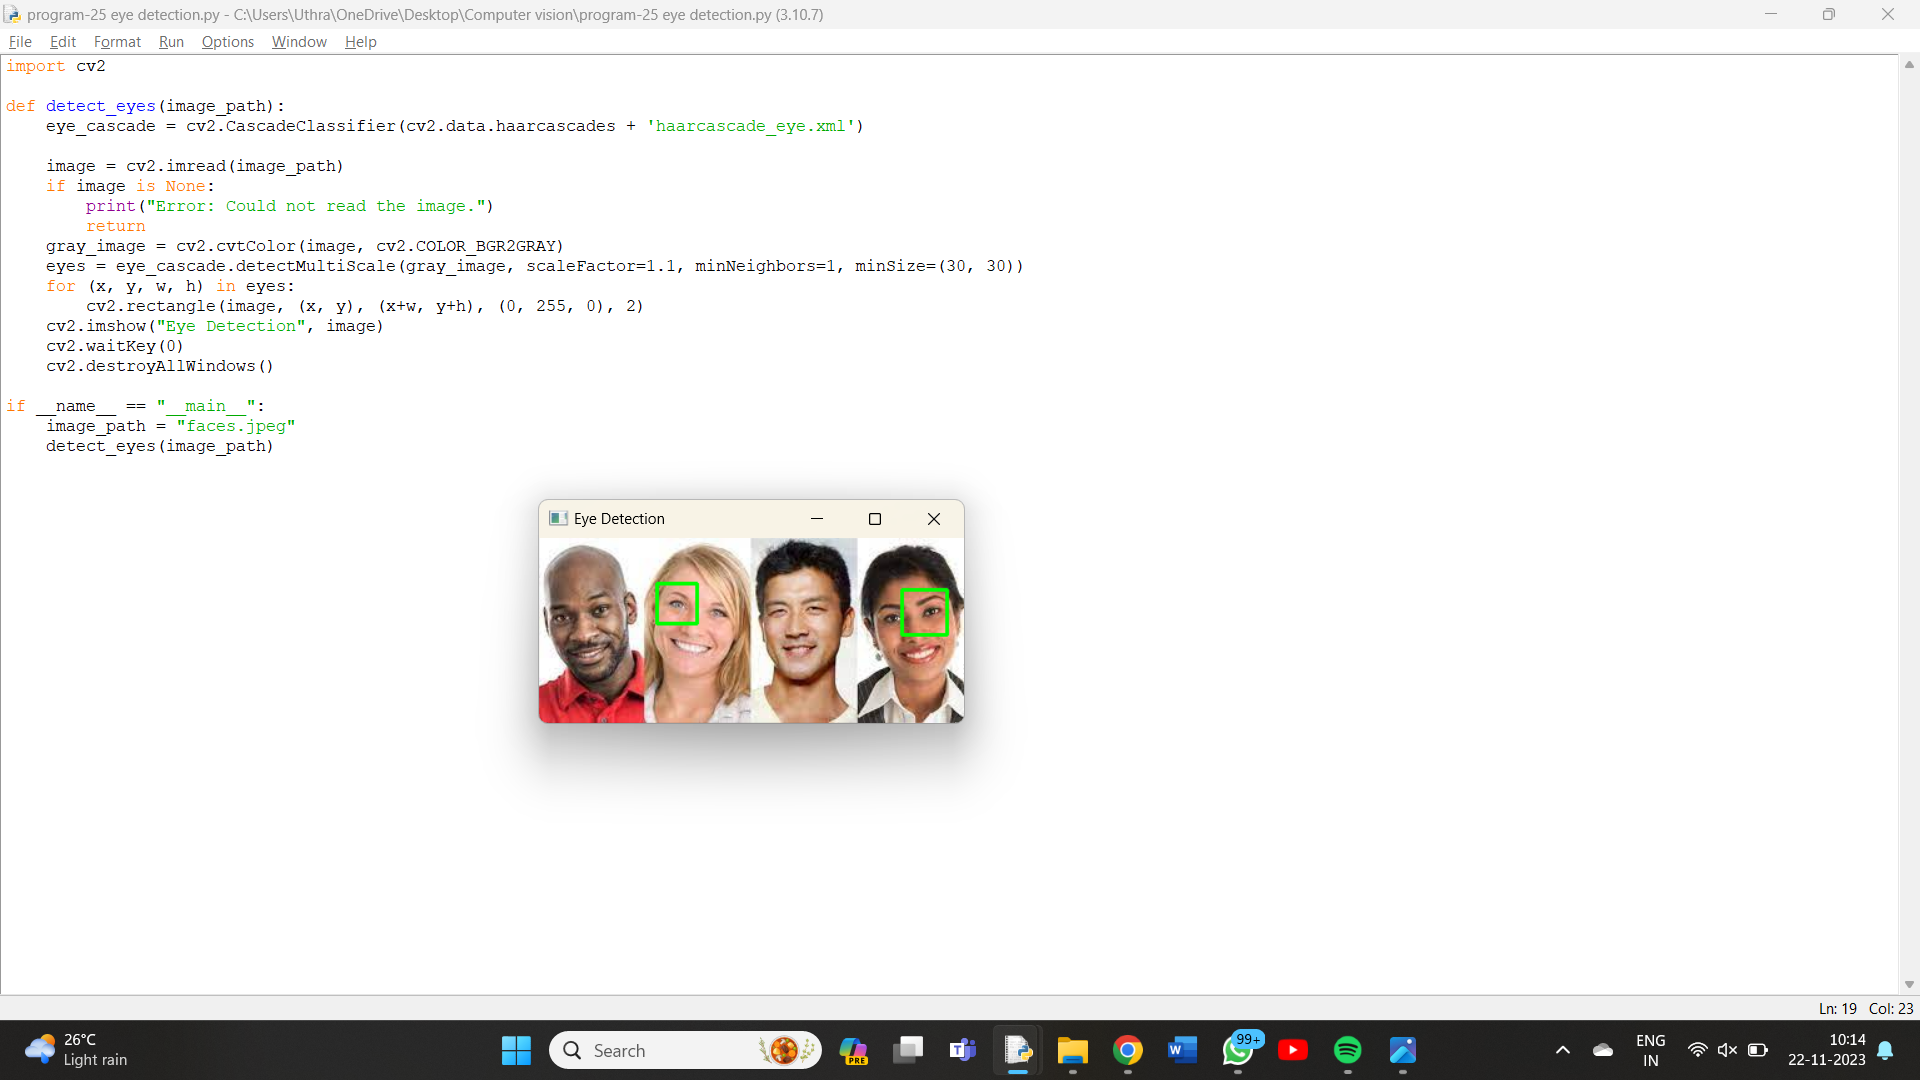 program-25 eye detection.py - C:\Users\Uthra\OneDrive\Desktop\Computer vision\program-25 eye detection.py (3.10.7)
File Edit Format Run Options Window Help
import cv2
def detect_eyes(image_path):
    eye_cascade = cv2.CascadeClassifier(cv2.data.haarcascades + 'haarcascade_eye.xml')
    image = cv2.imread(image_path)
    if image is None:
        print("Error: Could not read the image.")
        return
    gray_image = cv2.cvtColor(image, cv2.COLOR_BGR2GRAY)
    eyes = eye_cascade.detectMultiScale(gray_image, scaleFactor=1.1, minNeighbors=1, minSize=(30, 30))
    for (x, y, w, h) in eyes:
        cv2.rectangle(image, (x, y), (x+w, y+h), (0, 255, 0), 2)
    cv2.imshow("Eye Detection", image)
    cv2.waitKey(0)
    cv2.destroyAllWindows()
if __name__ == "__main__":
    image_path = "faces.jpeg"
    detect_eyes(image_path)
Eye Detection
Ln: 19 Col: 23
26°C
Light rain
Search
PRE
99+
ENG
IN
10:14
22-11-2023